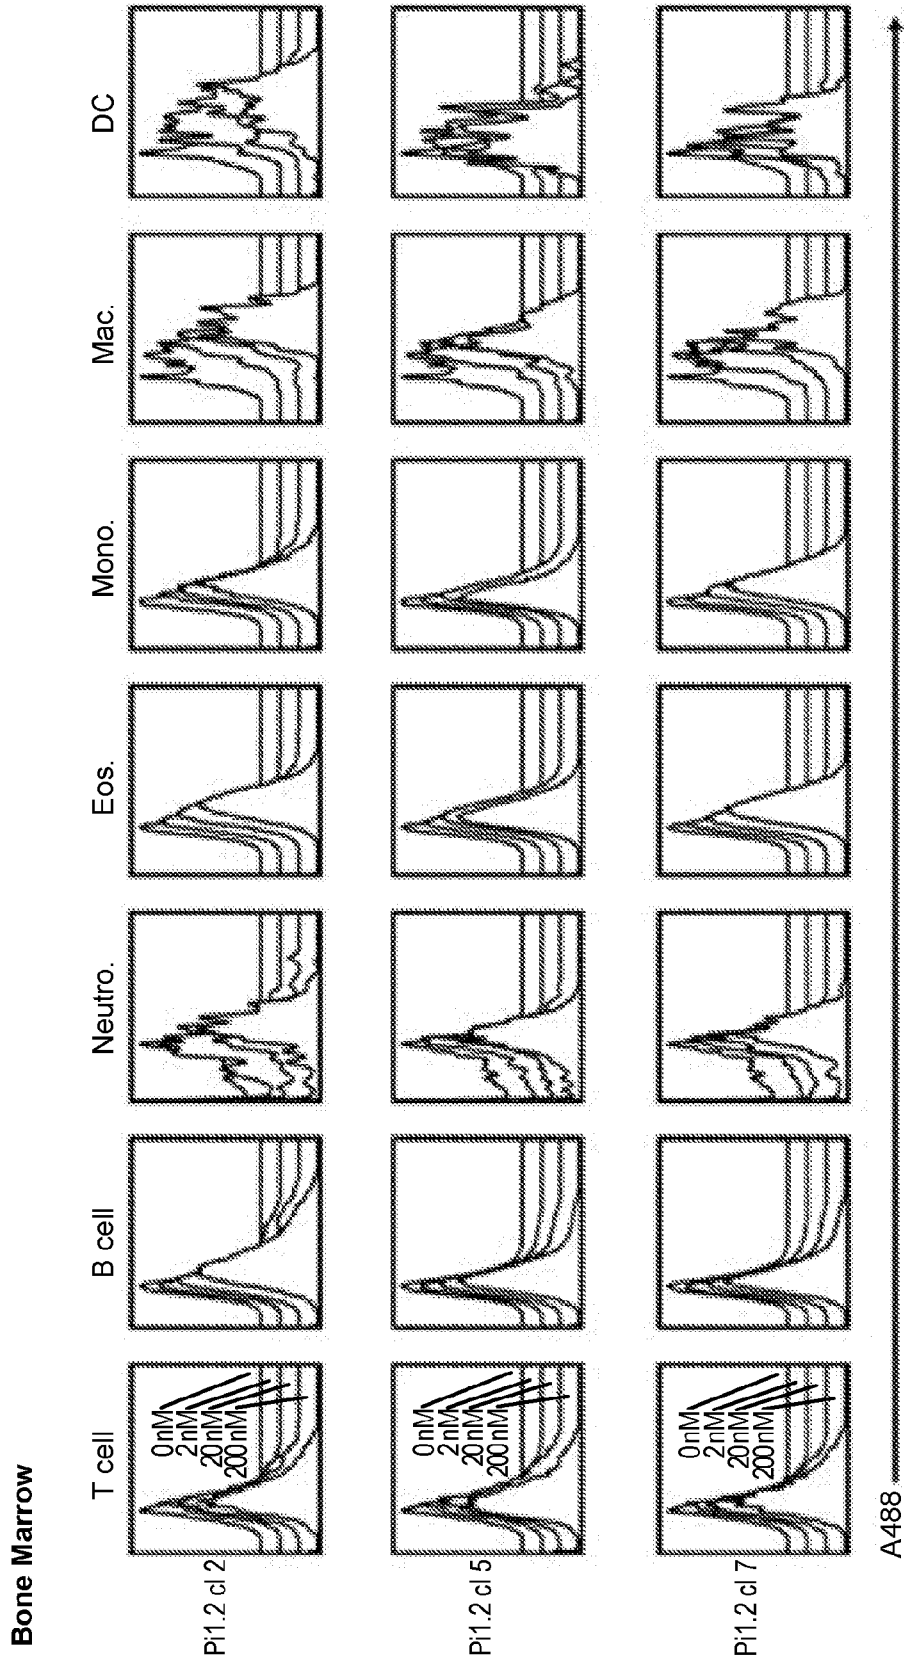 Bone Marrow
T cell
B cell
Neutro.
Eos.
Mono.
Mac.
DC
Pi1.2 cl 2
0nM
2nM
20nM
200nM
Pi1.2 cl 5
0nM
2nM
20nM
200nM
Pi1.2 cl 7
0nM
2nM
20nM
200nM
A488